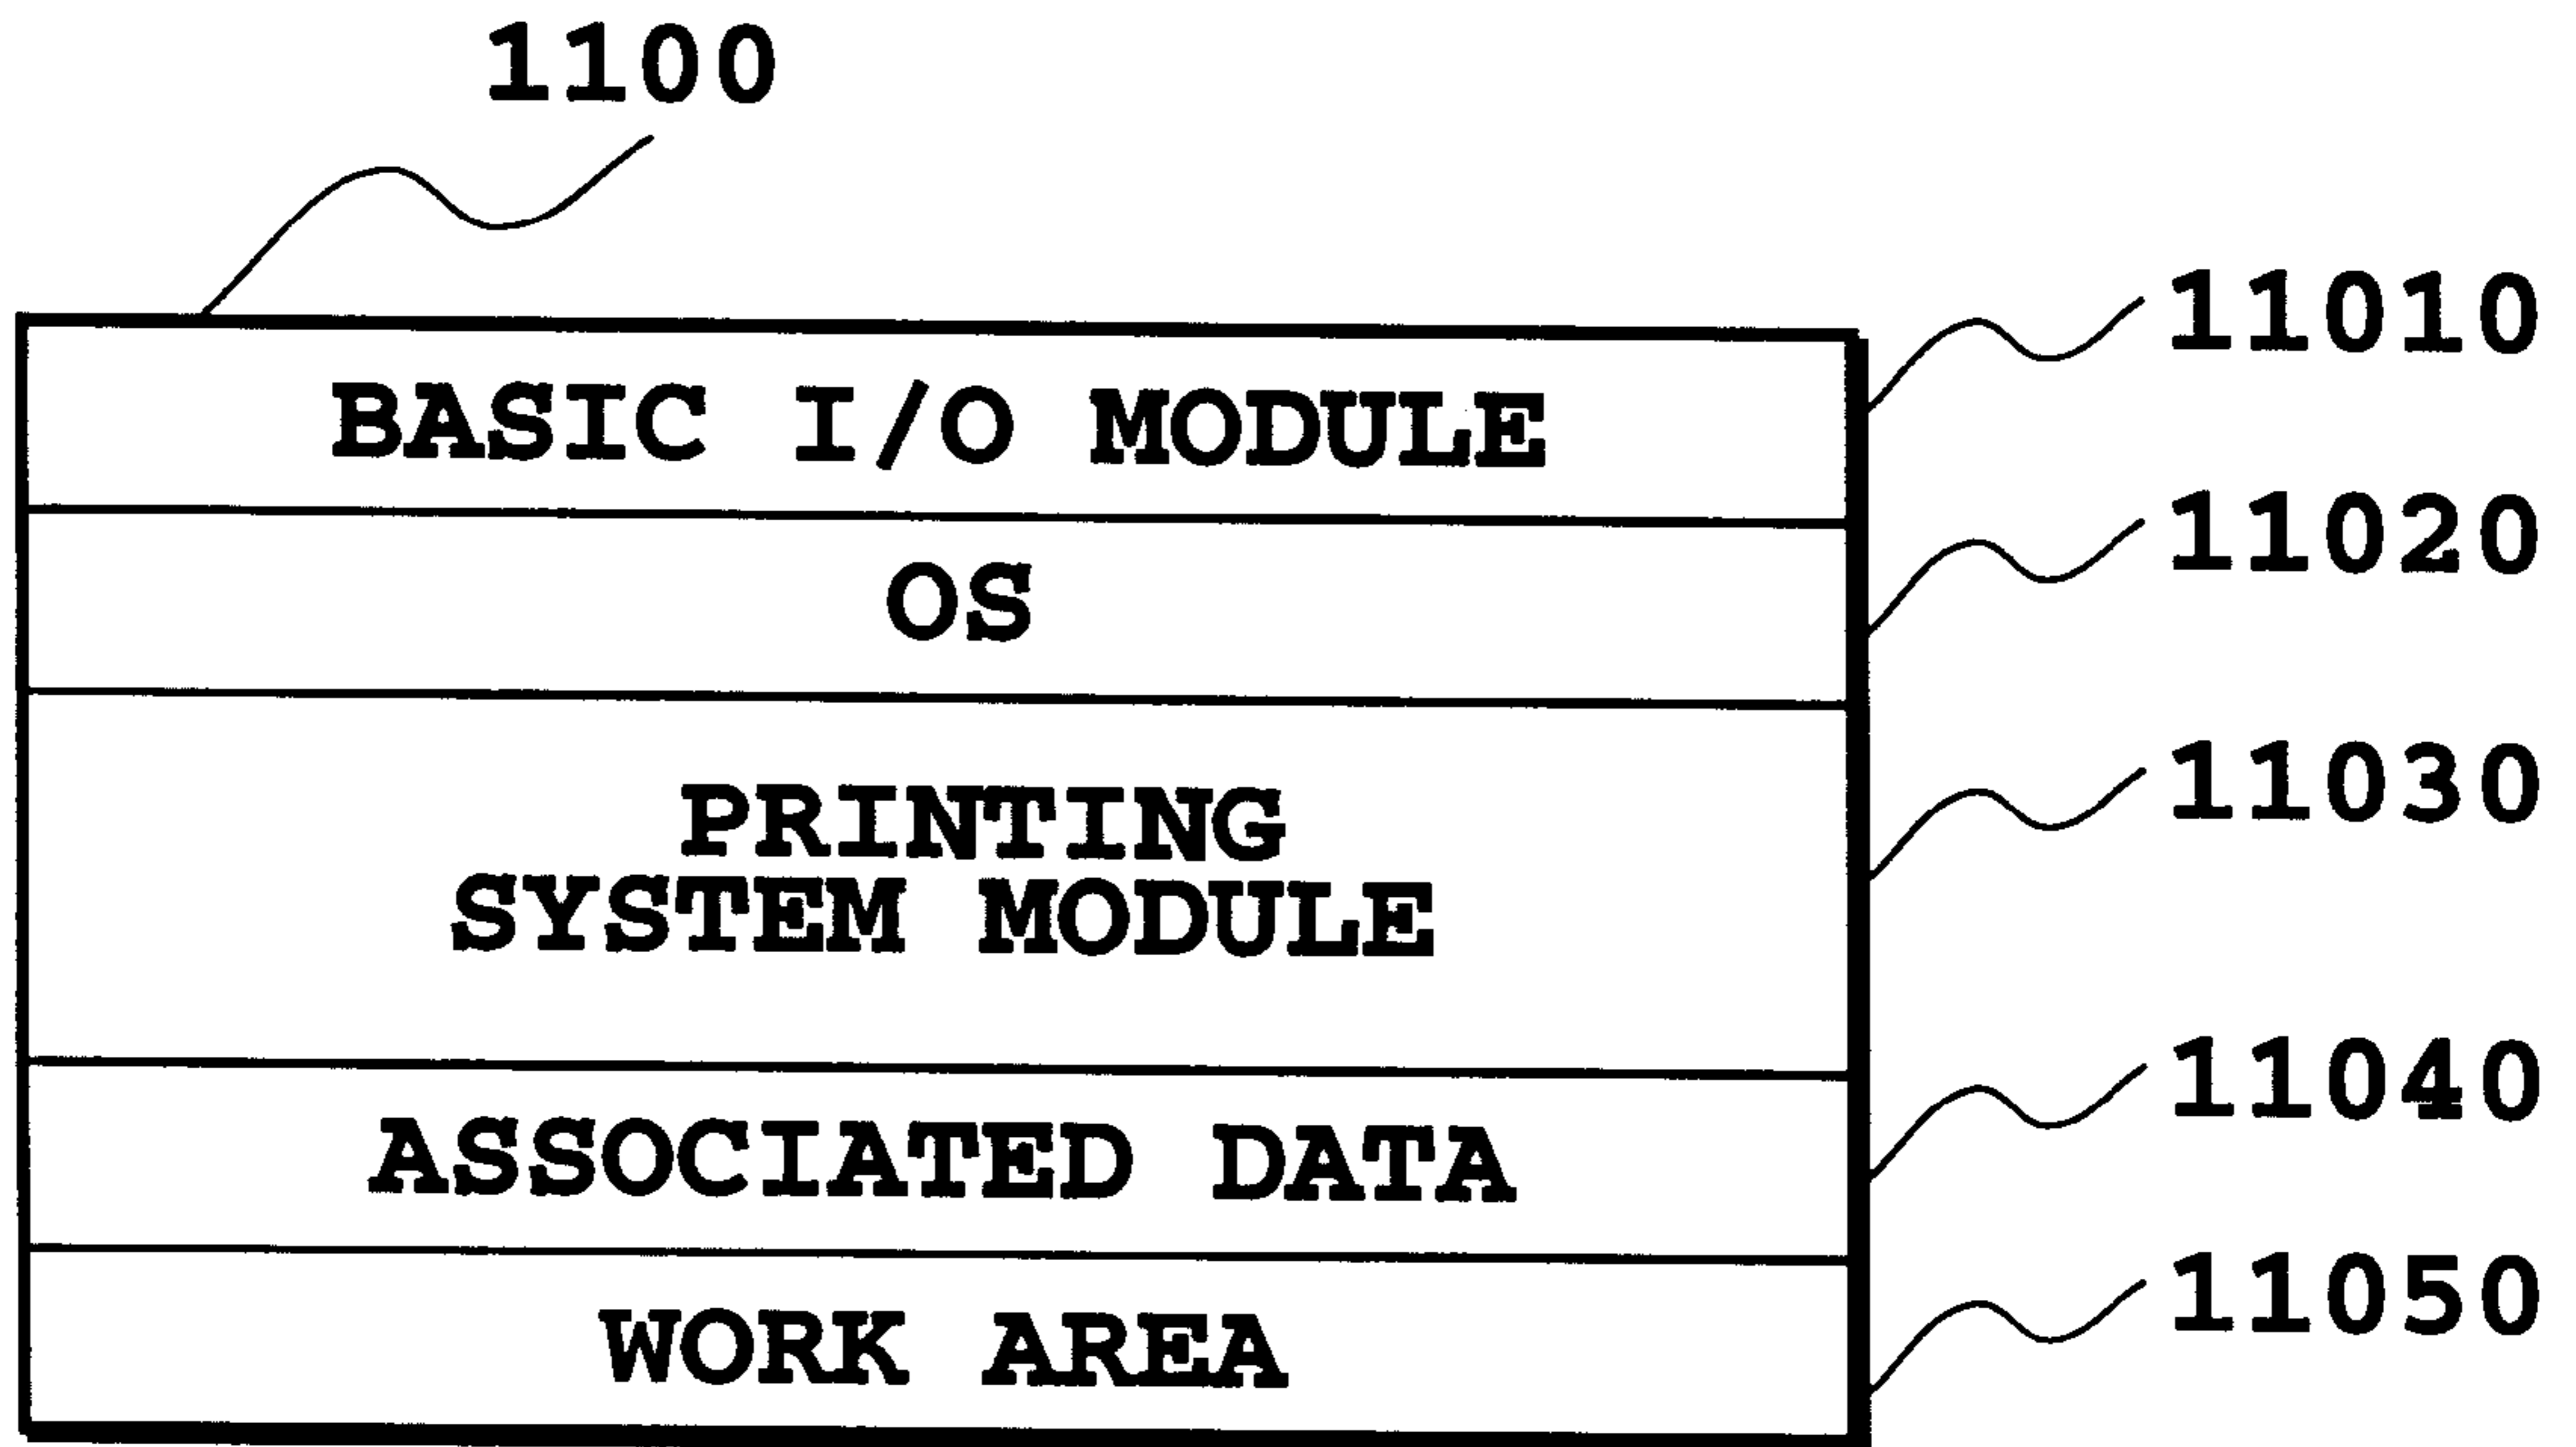 1100
BASIC I/O MODULE
11010
OS
11020
PRINTING
SYSTEM MODULE
11030
ASSOCIATED DATA
11040
WORK AREA
11050